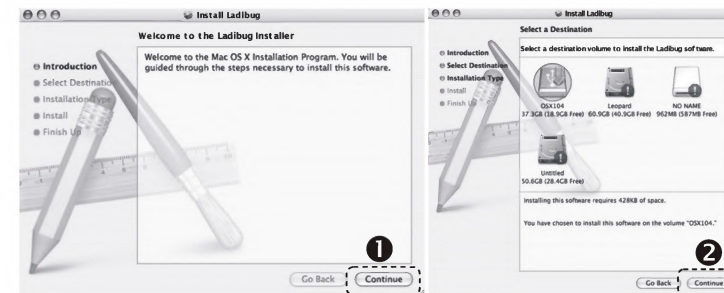 Install Ladibug
Welcome to the Ladibug Installer
Introduction
Select Destination
Installation Type
Install
Finish Up
Welcome to the Mac OS X Installation Program. You will be
guided through the steps necessary to install this software.
1
Go Back
Continue
Install Ladibug
Select a Destination
Introduction
Select Destination
Installation Type
Install
Finish Up
Select a destination volume to install the Ladibug software.
OSX104
37.3GB (18.9GB Free)
Leopard
60.9GB (40.9GB Free)
NO NAME
962MB (587MB Free)
Untitled
50.6GB (28.4GB Free)
Installing this software requires 428KB of space.
You have chosen to install this software on the volume "OSX104."
2
Go Back
Continue